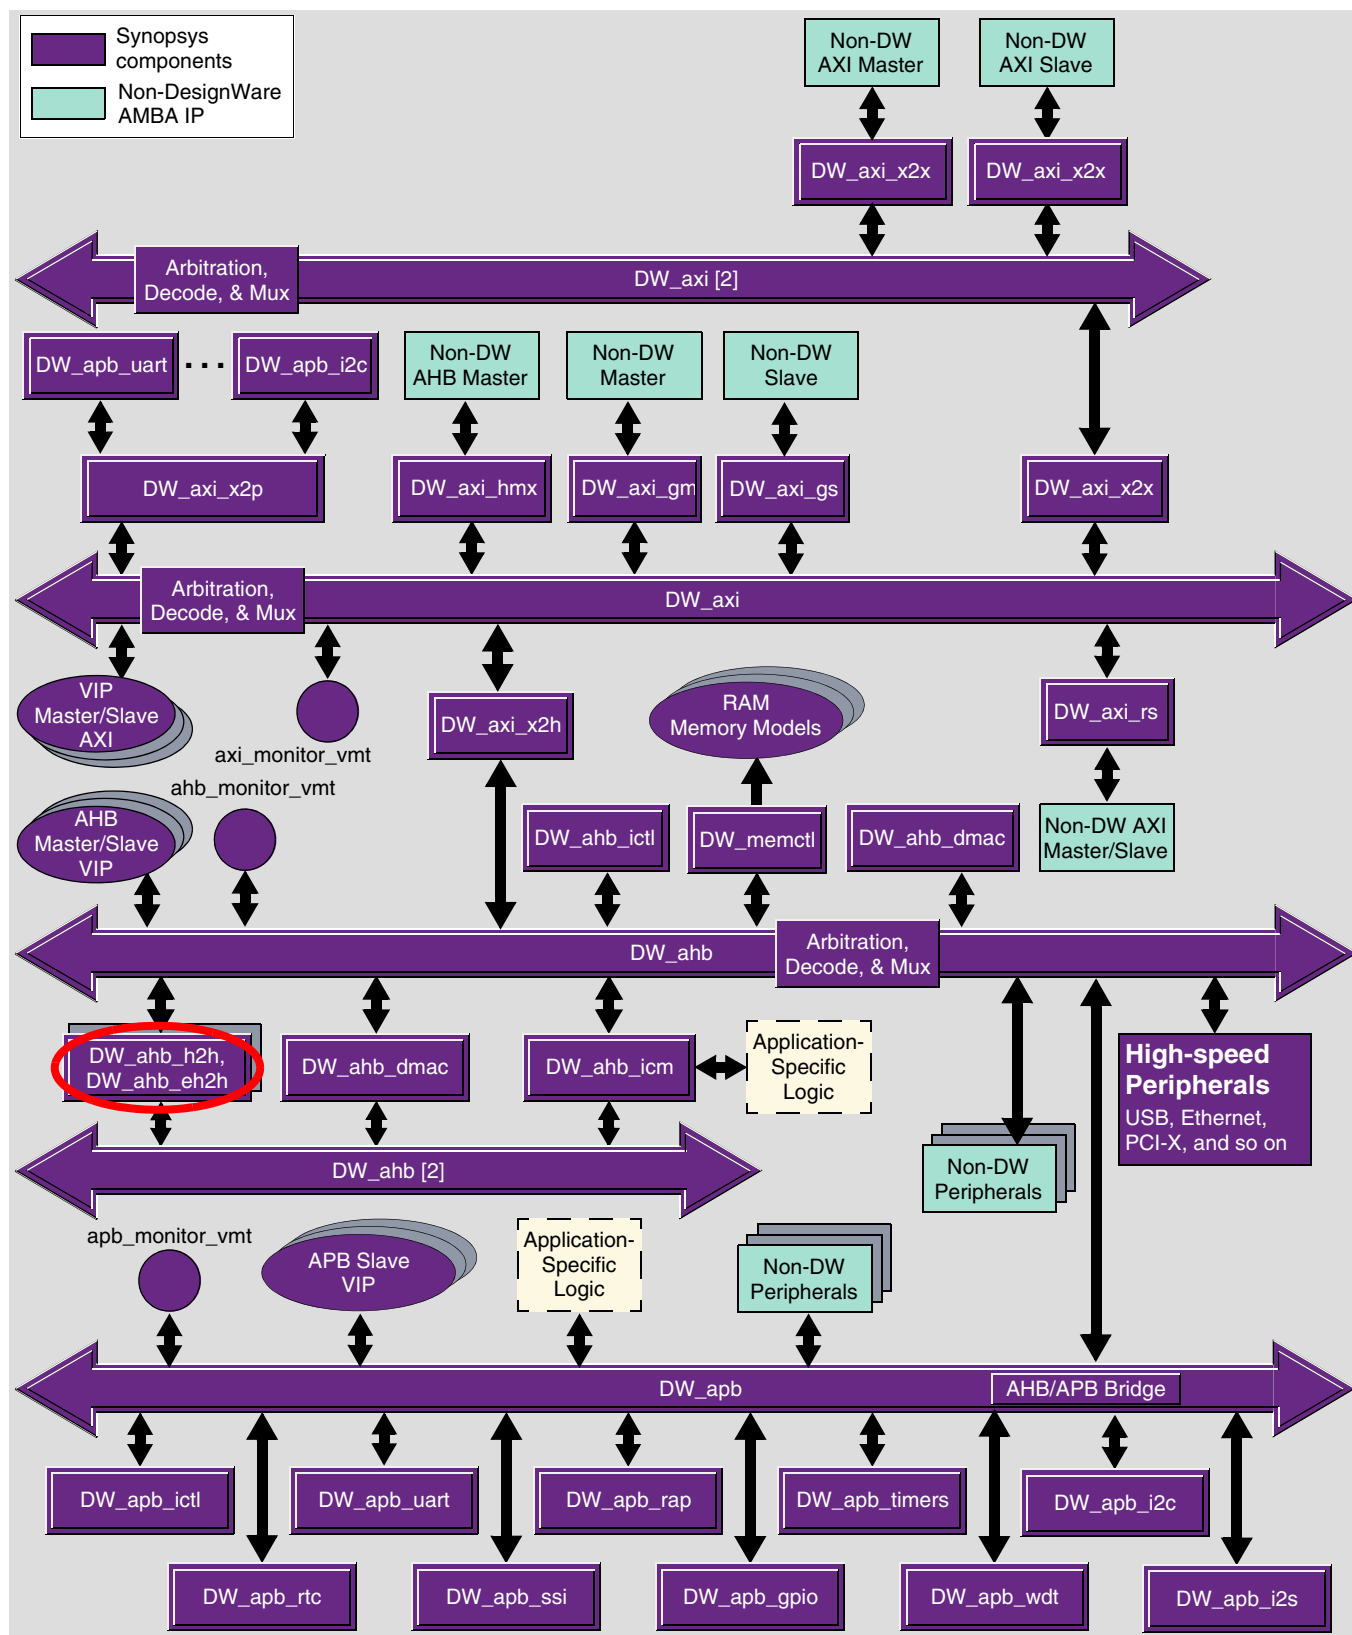 Synopsys
components
Non-DesignWare
AMBA IP
Non-DW
AXI Master
Non-DW
AXI Slave
DW_axi_x2x
DW_axi_x2x
Arbitration,
Decode, & Mux
DW_axi [2]
DW_apb_uart
. . .
DW_apb_i2c
Non-DW
AHB Master
Non-DW
Master
Non-DW
Slave
DW_axi_x2p
DW_axi_hmx
DW_axi_gm
DW_axi_gs
DW_axi_x2x
Arbitration,
Decode, & Mux
DW_axi
VIP
Master/Slave
AXI
axi_monitor_vmt
DW_axi_x2h
RAM
Memory Models
DW_axi_rs
ahb_monitor_vmt
AHB
Master/Slave
VIP
DW_ahb_ictl
DW_memctl
DW_ahb_dmac
Non-DW AXI
Master/Slave
DW_ahb
Arbitration,
Decode, & Mux
DW_ahb_h2h,
DW_ahb_eh2h
DW_ahb_dmac
DW_ahb_icm
Application-
Specific
Logic
High-speed
Peripherals
USB, Ethernet,
PCI-X, and so on
DW_ahb [2]
Non-DW
Peripherals
apb_monitor_vmt
APB Slave
VIP
Application-
Specific
Logic
Non-DW
Peripherals
DW_apb
AHB/APB Bridge
DW_apb_ictl
DW_apb_uart
DW_apb_rap
DW_apb_timers
DW_apb_i2c
DW_apb_rtc
DW_apb_ssi
DW_apb_gpio
DW_apb_wdt
DW_apb_i2s